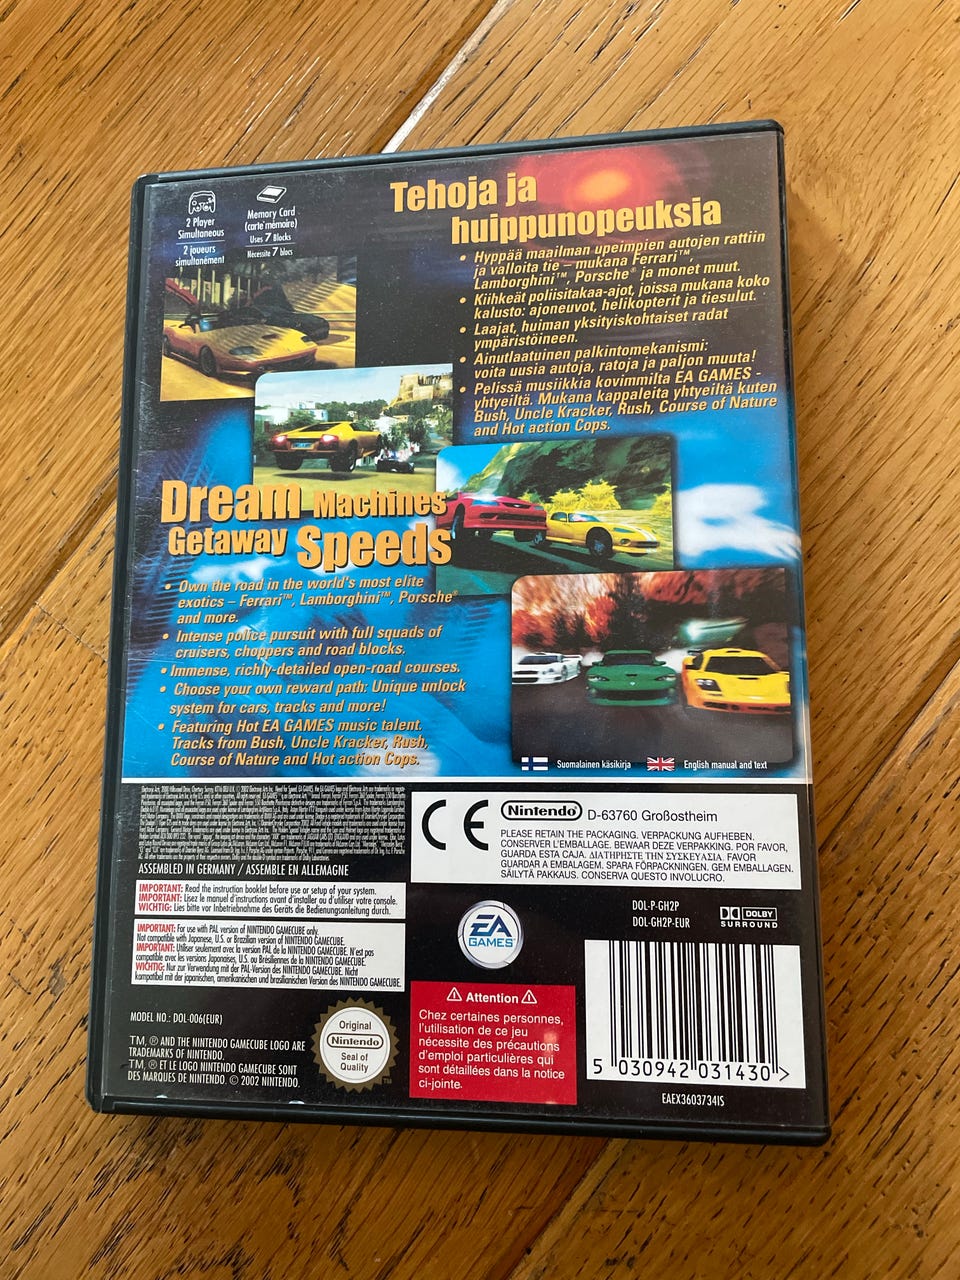 2 Player
Simultaneous
2 joueurs
simultanément
Memory Card
(carte mémoire)
Uses 7 Blocks
Nécessite 7 blocs
Tehoja ja
huippunopeuksia
• Hyppää maailman upeimpien autojen rattiin
ja valloita tie – mukana Ferrari™,
Lamborghini™, Porsche® ja monet muut.
• Kiihkeät poliisitakaa-ajot, joissa mukana koko
kalusto: ajoneuvot, helikopterit ja tiesulut.
• Laajat, huiman yksityiskohtaiset radat
ympäristöineen.
• Ainutlaatuinen palkintomekanismi:
voita uusia autoja, ratoja ja paljon muuta!
• Pelissä musiikkia kovimmilta EA GAMES -
yhtyeiltä. Mukana kappaleita yhtyeiltä kuten
Bush, Uncle Kracker, Rush, Course of Nature
and Hot action Cops.
Dream Machines
Getaway Speeds
• Own the road in the world's most elite
exotics – Ferrari™, Lamborghini™, Porsche®
and more.
• Intense police pursuit with full squads of
cruisers, choppers and road blocks.
• Immense, richly-detailed open-road courses.
• Choose your own reward path: Unique unlock
system for cars, tracks and more!
• Featuring Hot EA GAMES music talent.
Tracks from Bush, Uncle Kracker, Rush,
Course of Nature and Hot action Cops.
Suomalainen käsikirja
English manual and text
ASSEMBLED IN GERMANY / ASSEMBLE EN ALLEMAGNE
IMPORTANT: Read the instruction booklet before use or setup of your system.
IMPORTANT: Lisez le manuel d'instructions avant d'installer ou d'utiliser votre console.
WICHTIG: Lies bitte vor Inbetriebnahme des Geräts die Bedienungsanleitung durch.
IMPORTANT: For use with PAL version of NINTENDO GAMECUBE only.
Not compatible with Japanese, U.S. or Brazilian version of NINTENDO GAMECUBE.
IMPORTANT: Utiliser seulement avec la version PAL de la NINTENDO GAMECUBE. N'est pas
compatible avec les versions Japonaises, U.S. ou Brésiliennes de la NINTENDO GAMECUBE.
WICHTIG: Nur zur Verwendung mit der PAL-Version des NINTENDO GAMECUBE. Nicht
kompatibel mit der japanischen, amerikanischen und brasilianischen Version des NINTENDO GAMECUBE.
MODEL NO.: DOL-006(EUR)
TM, ® AND THE NINTENDO GAMECUBE LOGO ARE
TRADEMARKS OF NINTENDO.
TM, ® ET LE LOGO NINTENDO GAMECUBE SONT
DES MARQUES DE NINTENDO. © 2002 NINTENDO.
Original
Nintendo
Seal of
Quality
TM
CE
Nintendo® D-63760 Großostheim
PLEASE RETAIN THE PACKAGING. VERPACKUNG AUFHEBEN.
CONSERVER L'EMBALLAGE. BEWAAR DEZE VERPAKKING. POR FAVOR,
GUARDA ESTA CAJA. ΔΙΑΤΗΡΗΣΤΕ ΤΗΝ ΣΥΣΚΕΥΑΣΙΑ. FAVOR
GUARDAR A EMBALAGEM. SPARA FÖRPACKNINGEN. GEM EMBALLAGEN.
SÄILYTÄ PAKKAUS. CONSERVA QUESTO INVOLUCRO.
EA
GAMES™
DOL-P-GH2P
DOL-GH2P-EUR
DOLBY
SURROUND
⚠ Attention ⚠
Chez certaines personnes,
l'utilisation de ce jeu
nécessite des précautions
d'emploi particulières qui
sont détaillées dans la notice
ci-jointe.
5 030942 031430 >
EAEX3603734IS